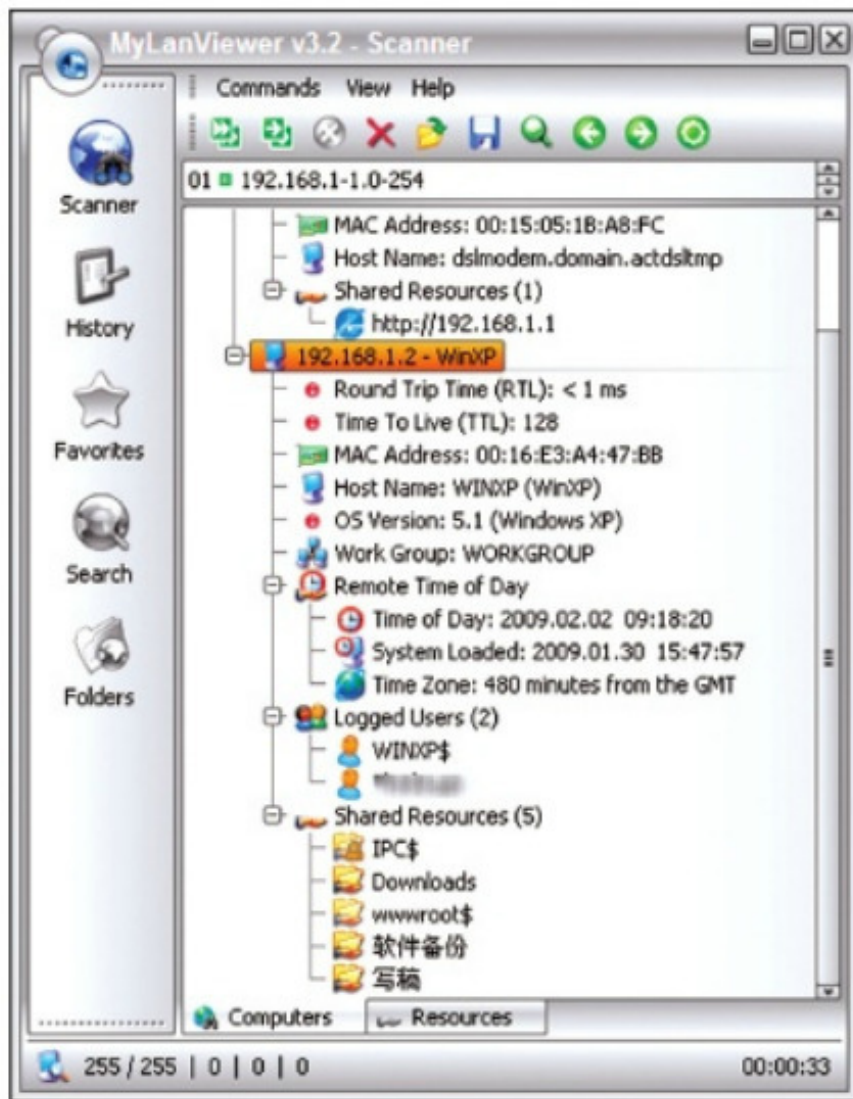 MyLanViewer v3.2 - Scanner
Commands View Help
01 192.168.1-1.0-254
Scanner
History
Favorites
Search
Folders
MAC Address: 00:15:05:1B:A8:FC
Host Name: dslmodem.domain.actdsltmp
Shared Resources (1)
http://192.168.1.1
192.168.1.2 - WinXP
Round Trip Time (RTL): < 1 ms
Time To Live (TTL): 128
MAC Address: 00:16:E3:A4:47:BB
Host Name: WINXP (WinXP)
OS Version: 5.1 (Windows XP)
Work Group: WORKGROUP
Remote Time of Day
Time of Day: 2009.02.02 09:18:20
System Loaded: 2009.01.30 15:47:57
Time Zone: 480 minutes from the GMT
Logged Users (2)
WINXP$
Shared Resources (5)
IPC$
Downloads
wwwroot$
软件备份
写稿
Computers Resources
255 / 255 | 0 | 0 | 0 00:00:33